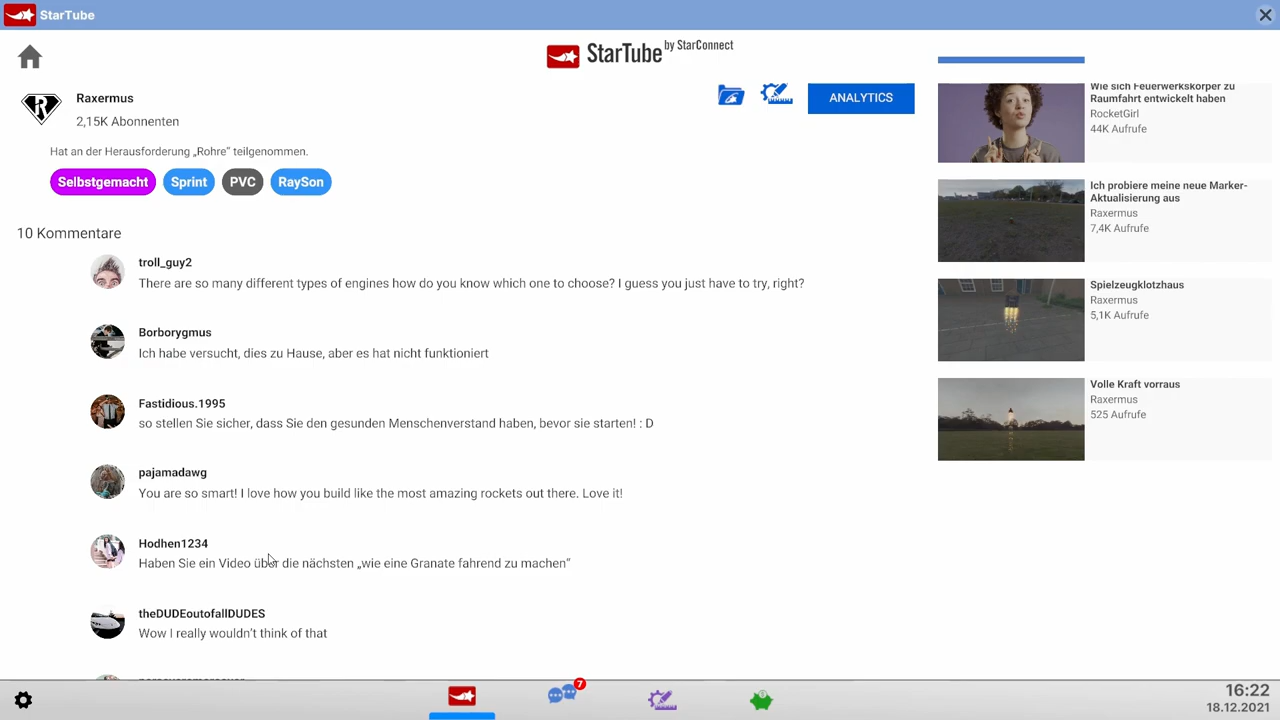 StarTube
StarTube by StarConnect
Raxermus
2,15K Abonnenten
ANALYTICS
Hat an der Herausforderung „Rohre" teilgenommen.
Selbstgemacht Sprint PVC RaySon
10 Kommentare
troll_guy2
There are so many different types of engines how do you know which one to choose? I guess you just have to try, right?
Borborygmus
Ich habe versucht, dies zu Hause, aber es hat nicht funktioniert
Fastidious.1995
so stellen Sie sicher, dass Sie den gesunden Menschenverstand haben, bevor sie starten! : D
pajamadawg
You are so smart! I love how you build like the most amazing rockets out there. Love it!
Hodhen1234
Haben Sie ein Video über die nächsten „wie eine Granate fahrend zu machen"
theDUDEoutofallDUDES
Wow I really wouldn't think of that
Wie sich Feuerwerkskörper zu
Raumfahrt entwickelt haben
RocketGirl
44K Aufrufe
Ich probiere meine neue Marker-
Aktualisierung aus
Raxermus
7,4K Aufrufe
Spielzeugklotzhaus
Raxermus
5,1K Aufrufe
Volle Kraft vorraus
Raxermus
525 Aufrufe
7
16:22
18.12.2021